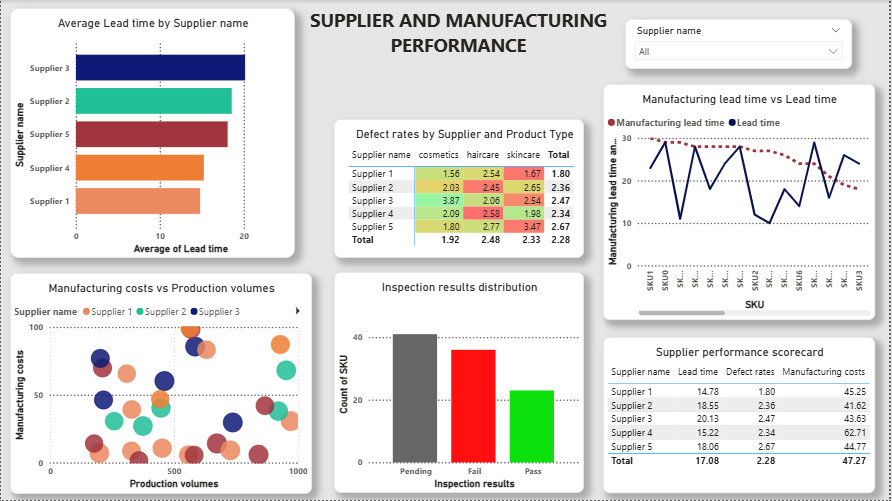 SUPPLIER AND MANUFACTURING
PERFORMANCE
Average Lead time by Supplier name
Supplier name
Supplier 3
Supplier 2
Supplier 5
Supplier 4
Supplier 1
0 10 20
Average of Lead time
Supplier name
All
Defect rates by Supplier and Product Type
Supplier name cosmetics haircare skincare Total
Supplier 1 1.56 2.54 1.67 1.80
Supplier 2 2.03 2.45 2.65 2.36
Supplier 3 3.87 2.06 2.54 2.47
Supplier 4 2.09 2.58 1.98 2.34
Supplier 5 1.80 2.77 3.47 2.67
Total 1.92 2.48 2.33 2.28
Manufacturing lead time vs Lead time
Manufacturing lead time Lead time
Manufacturing lead time an...
30
20
10
0
SKU1 SKU0 SK... SK... SK... SK... SK... SKU2 SK... SK... SKU6 SK... SK... SK... SKU3
SKU
Manufacturing costs vs Production volumes
Supplier name Supplier 1 Supplier 2 Supplier 3
Manufacturing costs
100
50
0
0 500 1000
Production volumes
Inspection results distribution
Count of SKU
40
20
0
Pending Fail Pass
Inspection results
Supplier performance scorecard
Supplier name Lead time Defect rates Manufacturing costs
Supplier 1 14.78 1.80 45.25
Supplier 2 18.55 2.36 41.62
Supplier 3 20.13 2.47 43.63
Supplier 4 15.22 2.34 62.71
Supplier 5 18.06 2.67 44.77
Total 17.08 2.28 47.27